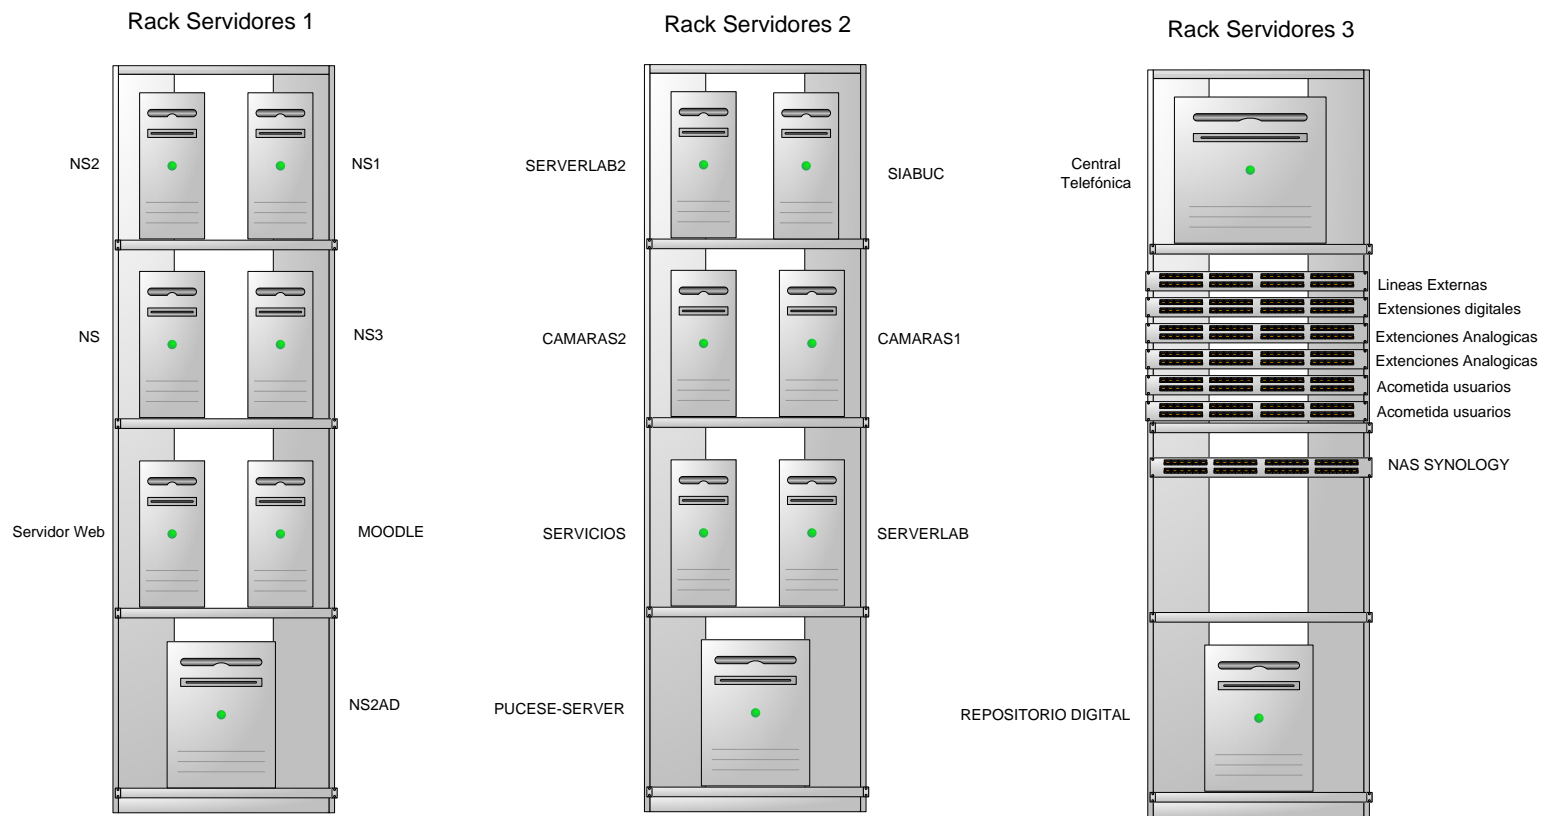 Rack Servidores 1
NS2
NS1
NS
NS3
Servidor Web
MOODLE
NS2AD
Rack Servidores 2
SERVERLAB2
SIABUC
CAMARAS2
CAMARAS1
SERVICIOS
SERVERLAB
PUCESE-SERVER
Rack Servidores 3
Central
Telefónica
Lineas Externas
Extensiones digitales
Extenciones Analogicas
Extenciones Analogicas
Acometida usuarios
Acometida usuarios
NAS SYNOLOGY
REPOSITORIO DIGITAL